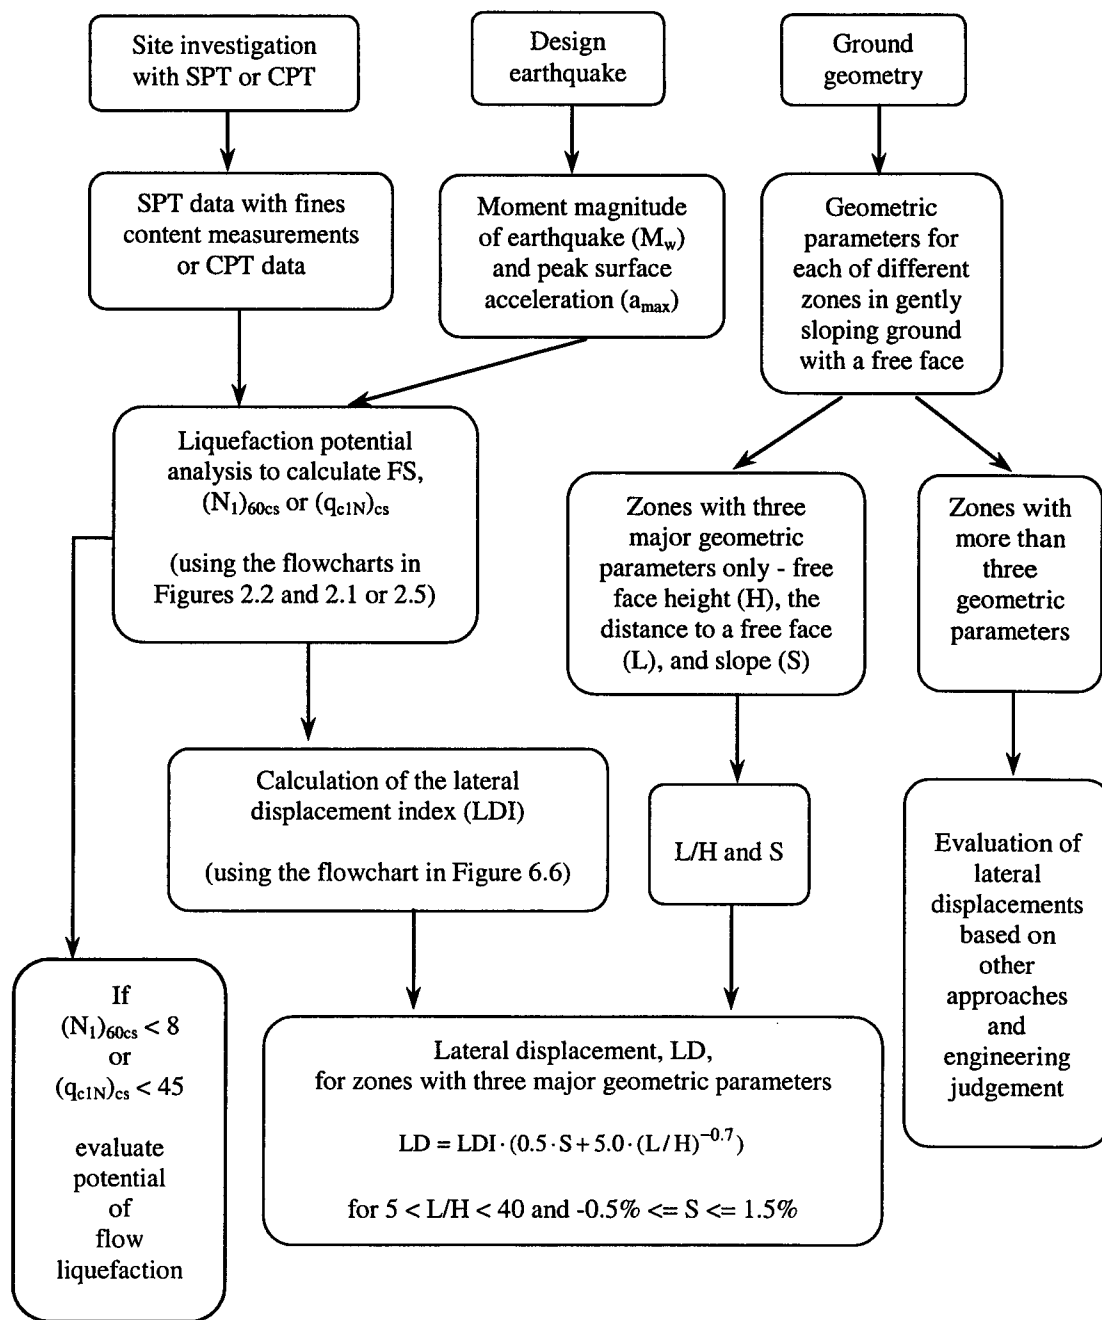 Site investigation
with SPT or CPT
Design
earthquake
Ground
geometry
SPT data with fines
content measurements
or CPT data
Moment magnitude
of earthquake (M_w)
and peak surface
acceleration (a_max)
Geometric
parameters for
each of different
zones in gently
sloping ground
with a free face
Liquefaction potential
analysis to calculate FS,
(N₁)₆₀cs or (q_c1N)_cs
(using the flowcharts in
Figures 2.2 and 2.1 or 2.5)
Zones with three
major geometric
parameters only - free
face height (H), the
distance to a free face
(L), and slope (S)
Zones with
more than
three
geometric
parameters
Calculation of the lateral
displacement index (LDI)
(using the flowchart in Figure 6.6)
L/H and S
Evaluation of
lateral
displacements
based on
other
approaches
and
engineering
judgement
If
(N₁)₆₀cs < 8
or
(q_c1N)_cs < 45
evaluate
potential
of
flow
liquefaction
Lateral displacement, LD,
for zones with three major geometric parameters
LD = LDI · (0.5 · S + 5.0 · (L / H)^−0.7)
for 5 < L/H < 40 and -0.5% <= S <= 1.5%